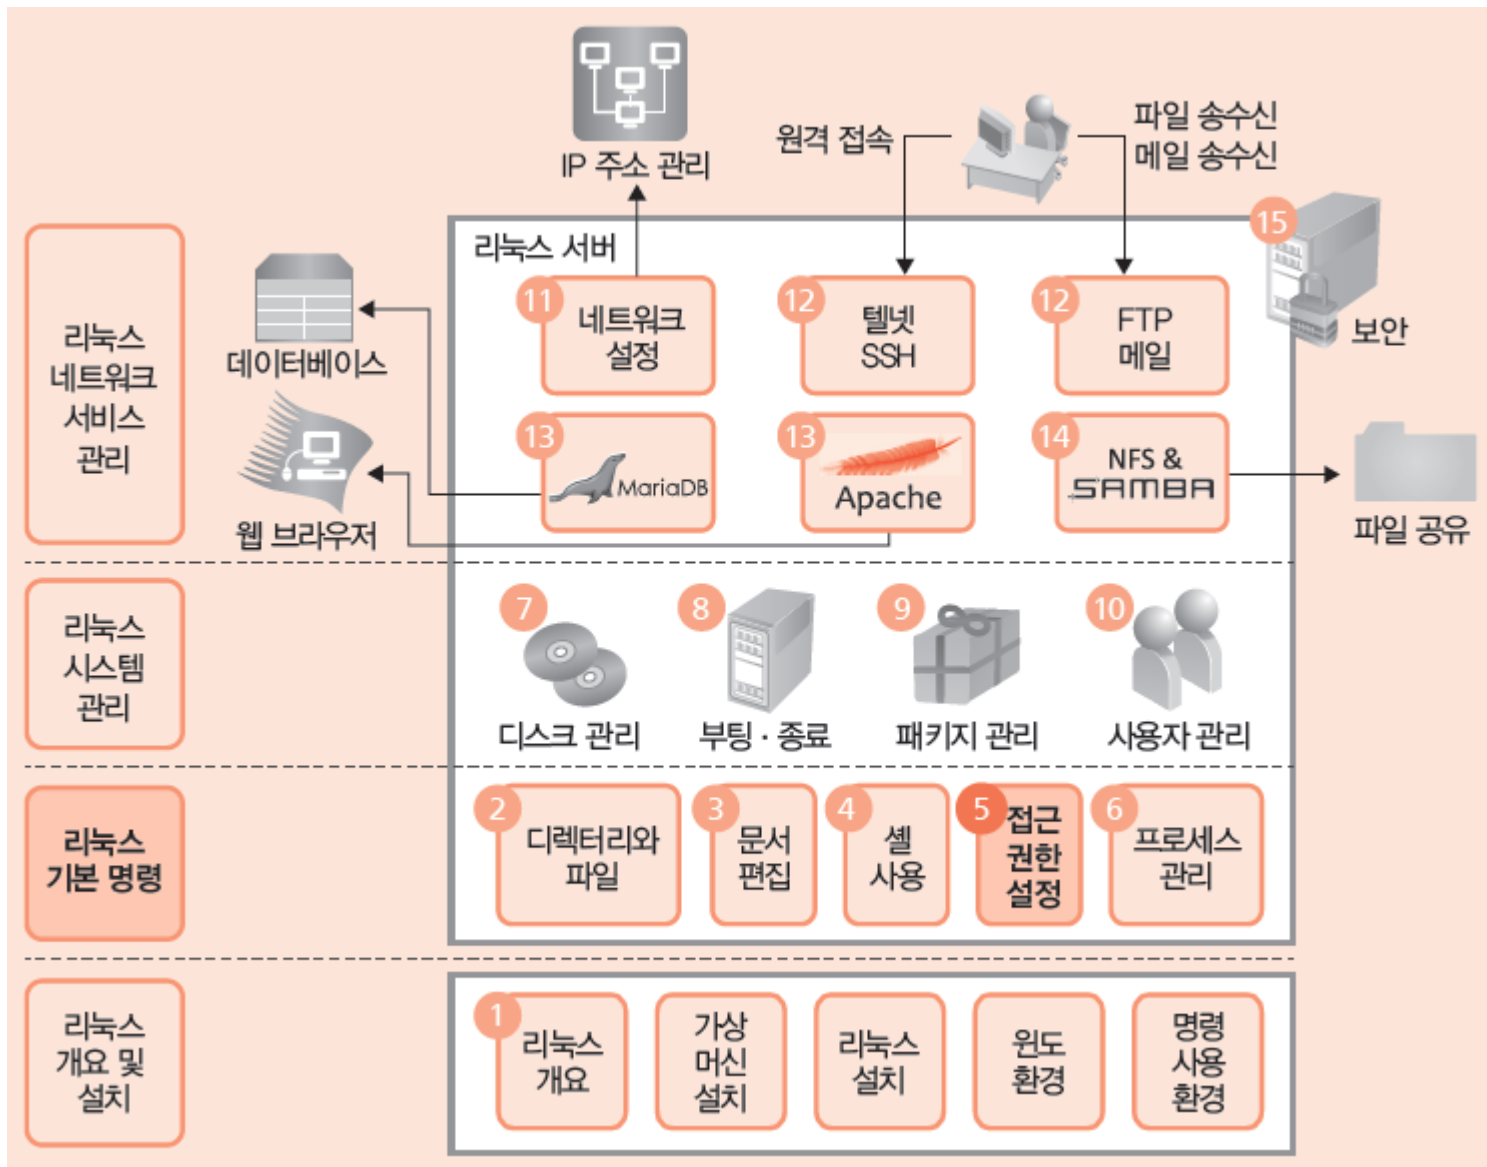 IP 주소 관리
원격 접속
파일 송수신
메일 송수신
15
보안
리눅스
네트워크
서비스
관리
데이터베이스
웹 브라우저
리눅스 서버
11
네트워크
설정
12
텔넷
SSH
12
FTP
메일
13
MariaDB
13
Apache
14
NFS &
SAMBA
파일 공유
리눅스
시스템
관리
7
디스크 관리
8
부팅 · 종료
9
패키지 관리
10
사용자 관리
리눅스
기본 명령
2
디렉터리와
파일
3
문서
편집
4
셸
사용
5
접근
권한
설정
6
프로세스
관리
리눅스
개요 및
설치
1
리눅스
개요
가상
머신
설치
리눅스
설치
윈도
환경
명령
사용
환경